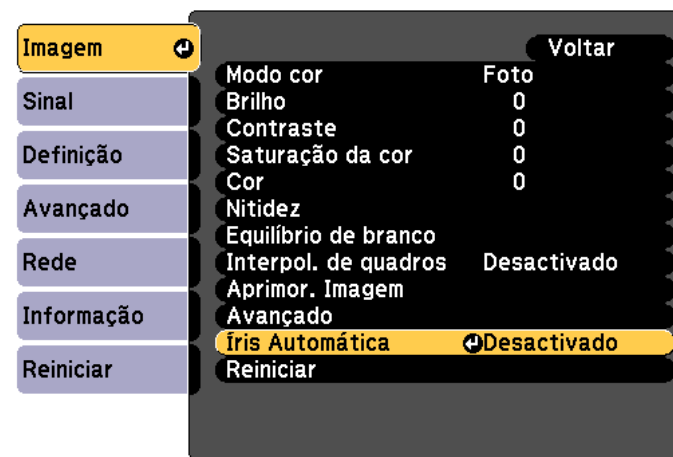 Imagem
Sinal
Definição
Avançado
Rede
Informação
Reiniciar
Voltar
Modo cor Foto
Brilho 0
Contraste 0
Saturação da cor 0
Cor 0
Nitidez
Equilíbrio de branco
Interpol. de quadros Desactivado
Aprimor. Imagem
Avançado
Íris Automática Desactivado
Reiniciar